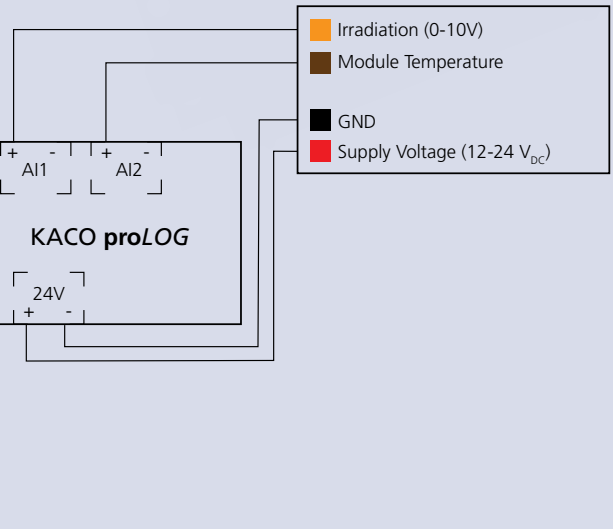 Irradiation (0-10V)
Module Temperature
GND
Supply Voltage (12-24 VDC)
+ - + -
AI1 AI2
KACO proLOG
24V
+ -